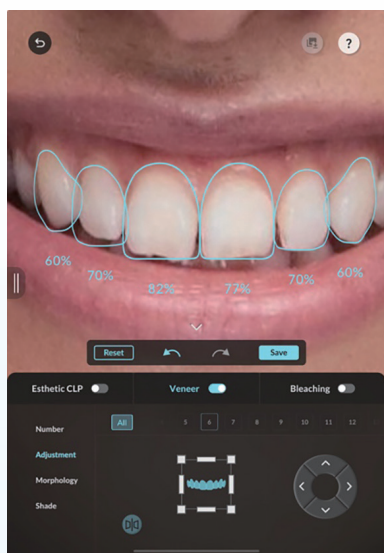 ?
60% 70% 82% 77% 70% 60%
Reset Save
Esthetic CLP Veneer Bleaching
Number All 5 6 7 8 9 10 11 12
Adjustment
Morphology
Shade